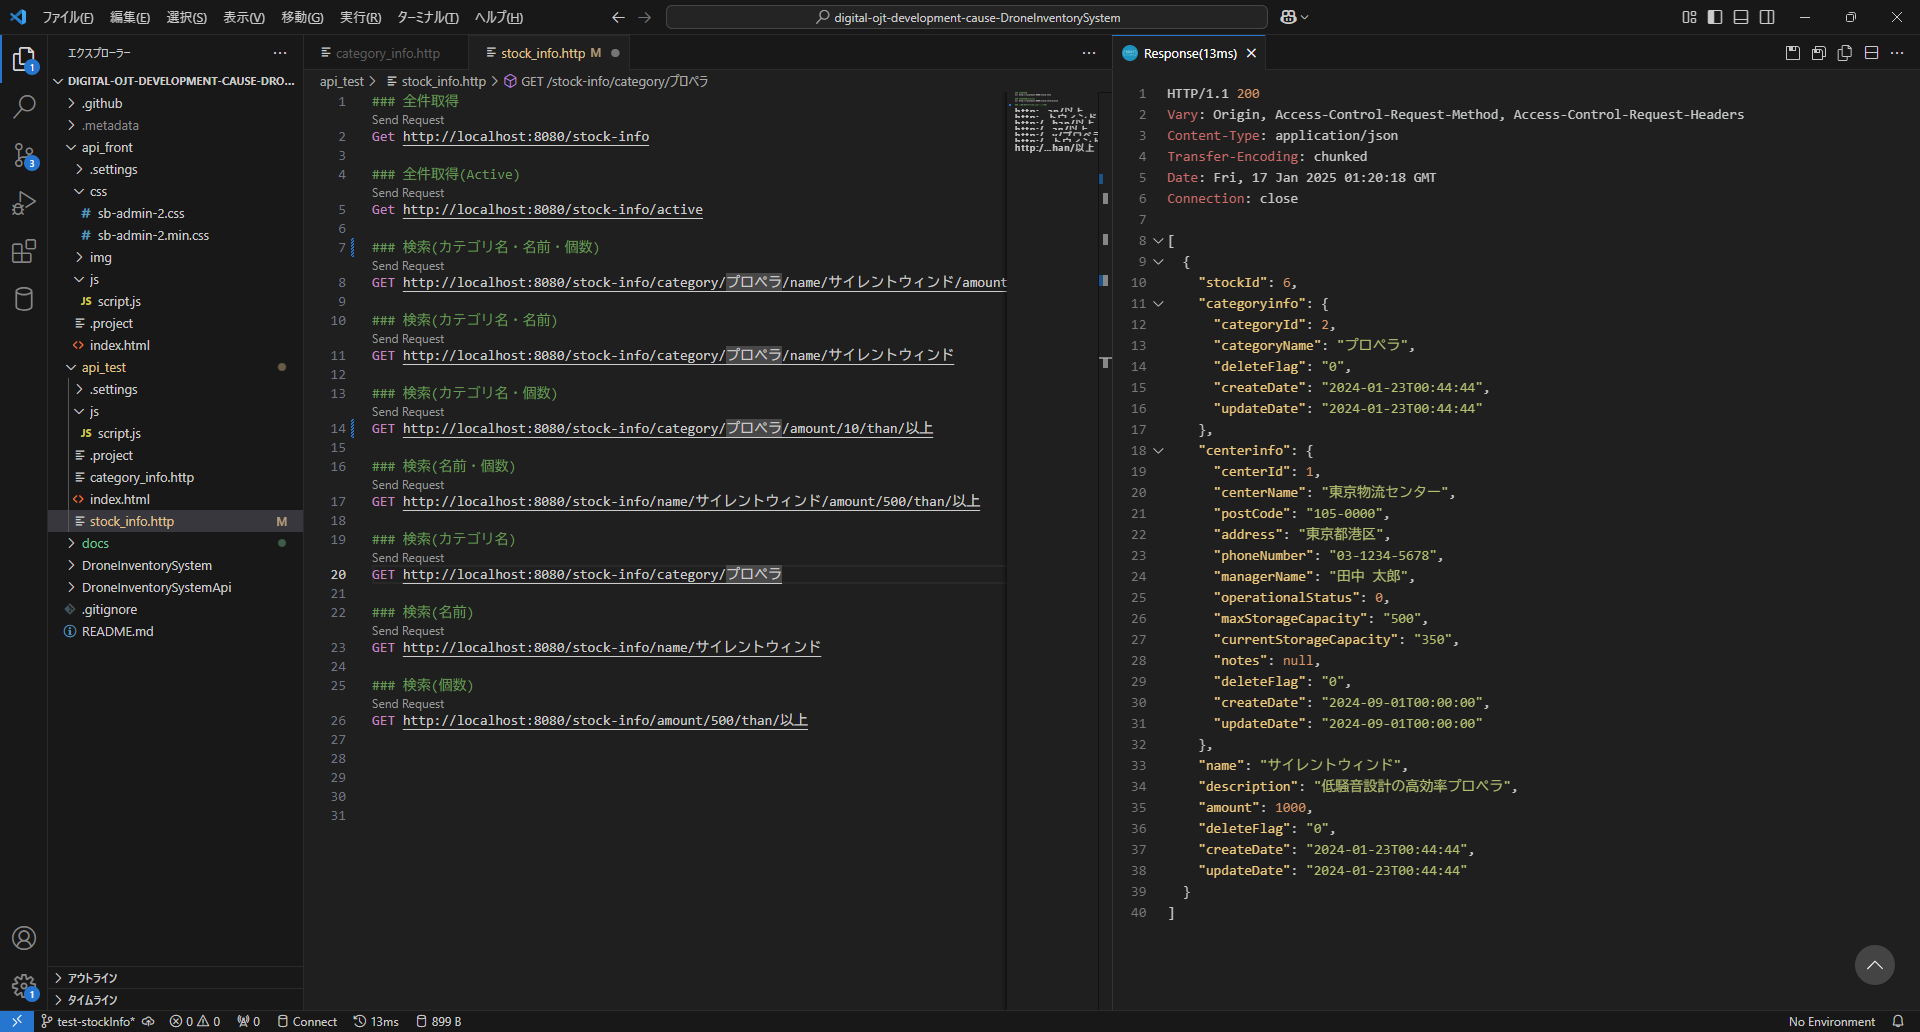 ファイル(F) 編集(E) 選択(S) 表示(V) 移動(G) 実行(R) ターミナル(T) ヘルプ(H)
digital-ojt-development-cause-DroneInventorySystem
エクスプローラー
DIGITAL-OJT-DEVELOPMENT-CAUSE-DRO...
.github
.metadata
api_front
.settings
css
# sb-admin-2.css
# sb-admin-2.min.css
img
js
JS script.js
.project
<> index.html
api_test
.settings
js
JS script.js
.project
category_info.http
<> index.html
stock_info.http M
docs
DroneInventorySystem
DroneInventorySystemApi
.gitignore
README.md
アウトライン
タイムライン
1
3
1
category_info.http
stock_info.http M
api_test > stock_info.http > GET /stock-info/category/プロペラ
1 ### 全件取得
Send Request
2 Get http://localhost:8080/stock-info
3
4 ### 全件取得(Active)
Send Request
5 Get http://localhost:8080/stock-info/active
6
7 ### 検索(カテゴリ名・名前・個数)
Send Request
8 GET http://localhost:8080/stock-info/category/プロペラ/name/サイレントウィンド/amount
9
10 ### 検索(カテゴリ名・名前)
Send Request
11 GET http://localhost:8080/stock-info/category/プロペラ/name/サイレントウィンド
12
13 ### 検索(カテゴリ名・個数)
Send Request
14 GET http://localhost:8080/stock-info/category/プロペラ/amount/10/than/以上
15
16 ### 検索(名前・個数)
Send Request
17 GET http://localhost:8080/stock-info/name/サイレントウィンド/amount/500/than/以上
18
19 ### 検索(カテゴリ名)
Send Request
20 GET http://localhost:8080/stock-info/category/プロペラ
21
22 ### 検索(名前)
Send Request
23 GET http://localhost:8080/stock-info/name/サイレントウィンド
24
25 ### 検索(個数)
Send Request
26 GET http://localhost:8080/stock-info/amount/500/than/以上
27
28
29
30
31
Response(13ms)
1 HTTP/1.1 200
2 Vary: Origin, Access-Control-Request-Method, Access-Control-Request-Headers
3 Content-Type: application/json
4 Transfer-Encoding: chunked
5 Date: Fri, 17 Jan 2025 01:20:18 GMT
6 Connection: close
7
8 [
9 {
10 "stockId": 6,
11 "categoryinfo": {
12 "categoryId": 2,
13 "categoryName": "プロペラ",
14 "deleteFlag": "0",
15 "createDate": "2024-01-23T00:44:44",
16 "updateDate": "2024-01-23T00:44:44"
17 },
18 "centerinfo": {
19 "centerId": 1,
20 "centerName": "東京物流センター",
21 "postCode": "105-0000",
22 "address": "東京都港区",
23 "phoneNumber": "03-1234-5678",
24 "managerName": "田中 太郎",
25 "operationalStatus": 0,
26 "maxStorageCapacity": "500",
27 "currentStorageCapacity": "350",
28 "notes": null,
29 "deleteFlag": "0",
30 "createDate": "2024-09-01T00:00:00",
31 "updateDate": "2024-09-01T00:00:00"
32 },
33 "name": "サイレントウィンド",
34 "description": "低騒音設計の高効率プロペラ",
35 "amount": 1000,
36 "deleteFlag": "0",
37 "createDate": "2024-01-23T00:44:44",
38 "updateDate": "2024-01-23T00:44:44"
39 }
40 ]
test-stockInfo* 0 0 0 Connect 13ms 899 B
No Environment